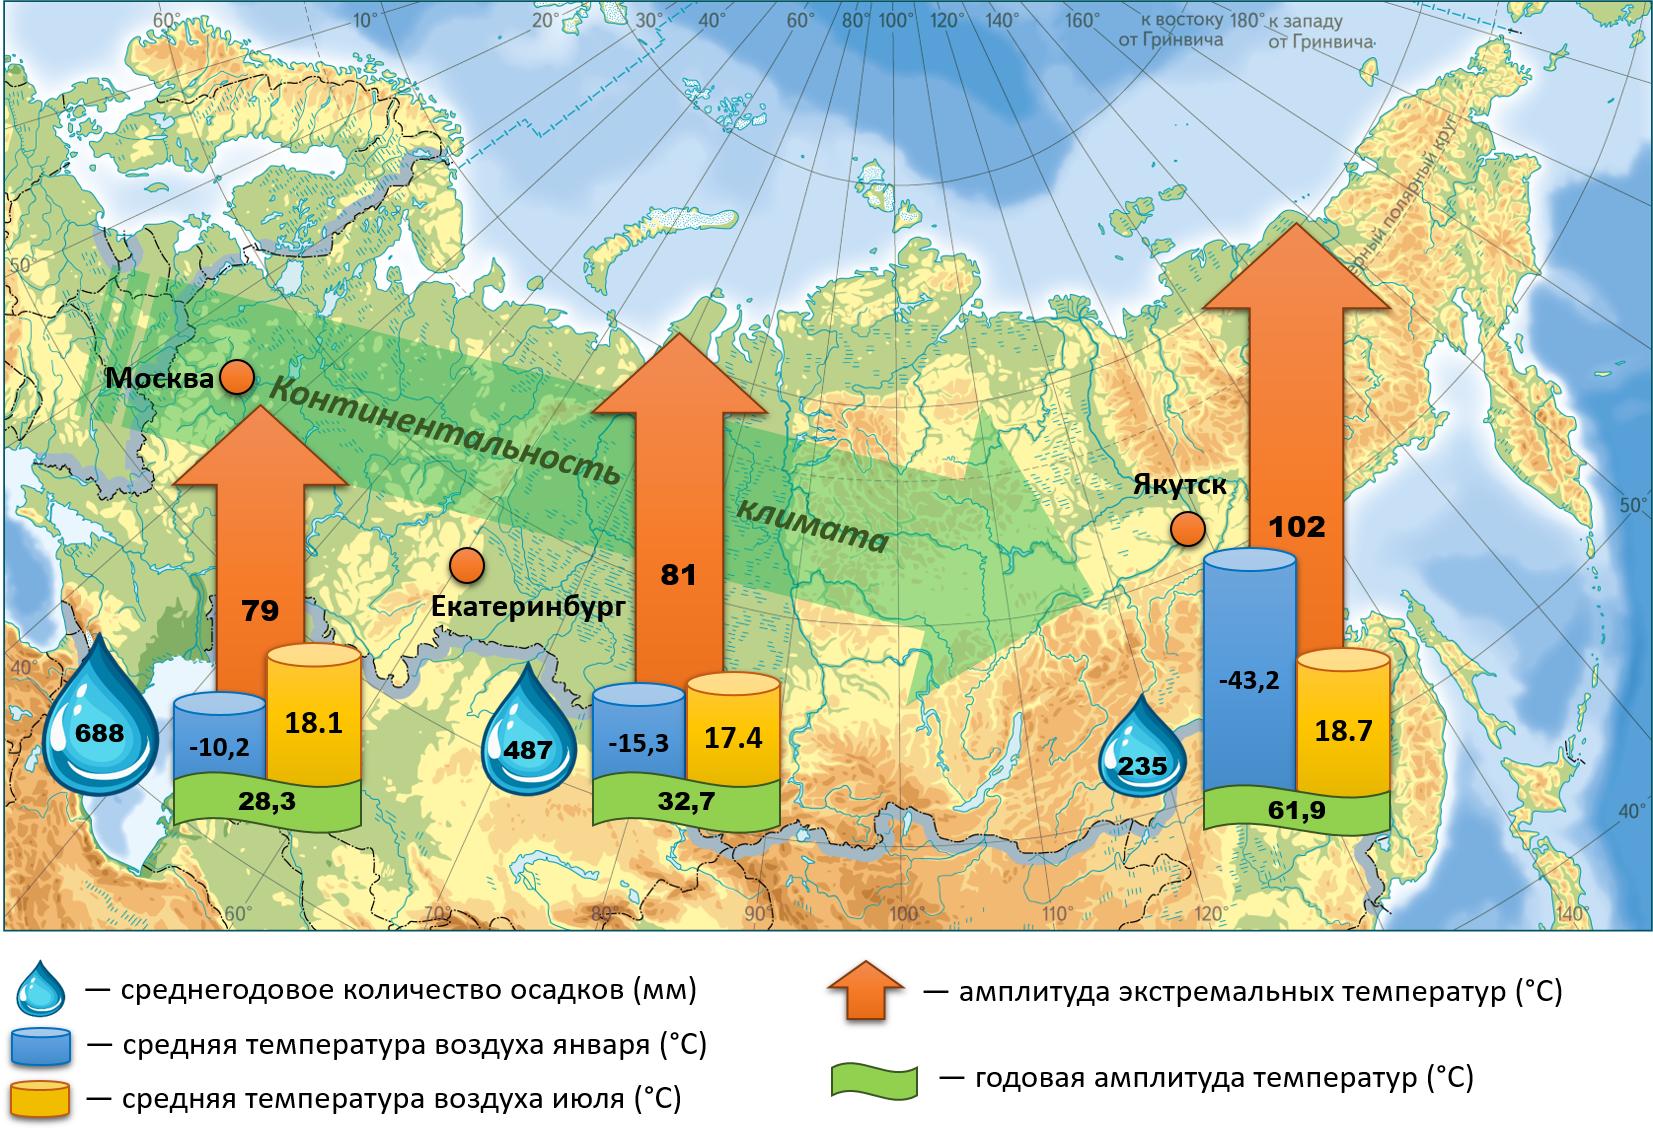 60°
10°
20°
30°
40°
60°
80°
100°
120°
140°
160°
к востоку
от Гринвича
180°
к западу
от Гринвича
50°
ерный полярный круг
Москва
Континентальность
климата
Якутск
Екатеринбург
50°
40°
79
81
102
688
-10,2
18.1
28,3
487
-15,3
17.4
32,7
235
-43,2
18.7
61,9
40°
60°
70°
80°
90°
100°
110°
120°
140°
— среднегодовое количество осадков (мм)
— средняя температура воздуха января (°C)
— средняя температура воздуха июля (°C)
— амплитуда экстремальных температур (°C)
— годовая амплитуда температур (°C)